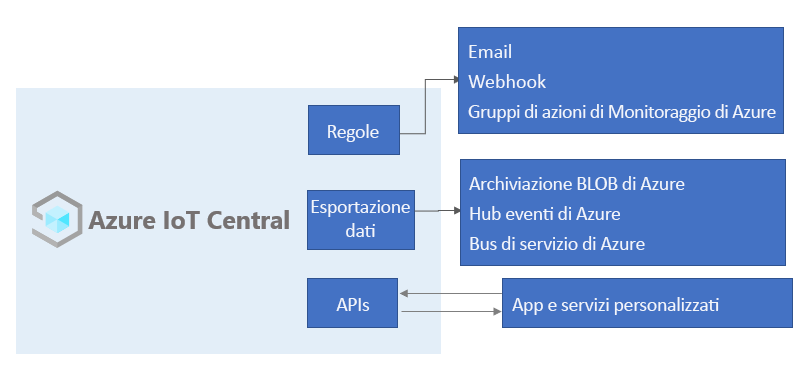 Email
Webhook
Gruppi di azioni di Monitoraggio di Azure
Regole
Azure IoT Central
Esportazione
dati
Archiviazione BLOB di Azure
Hub eventi di Azure
Bus di servizio di Azure
APIs
App e servizi personalizzati